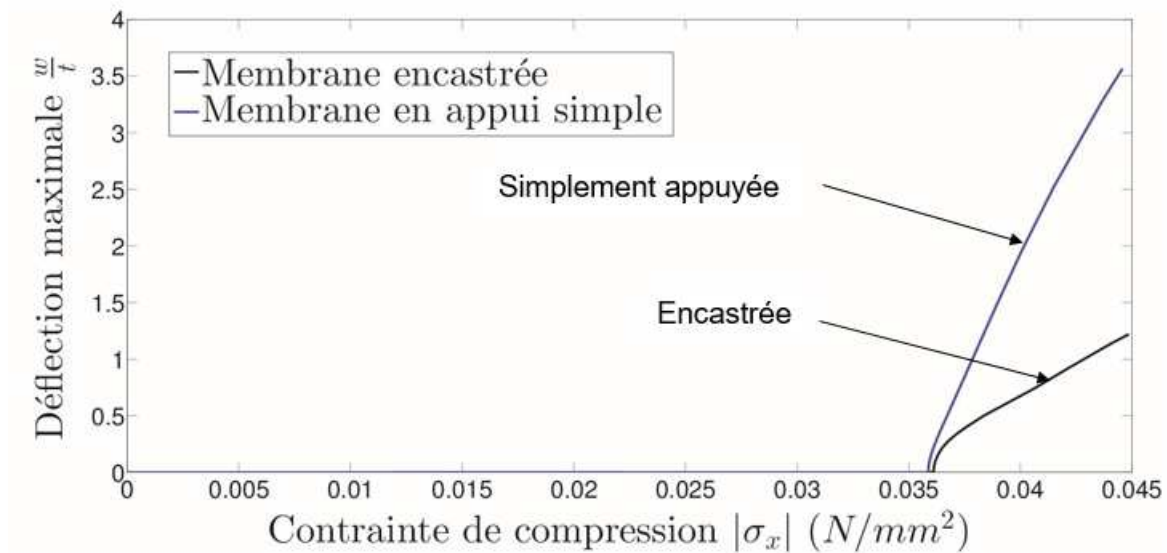 4
3.5
3
2.5
2
1.5
1
0.5
0
Déflection maximale w/t
Membrane encastrée
Membrane en appui simple
Simplement appuyée
Encastrée
0 0.005 0.01 0.015 0.02 0.025 0.03 0.035 0.04 0.045
Contrainte de compression |σₓ| (N/mm²)